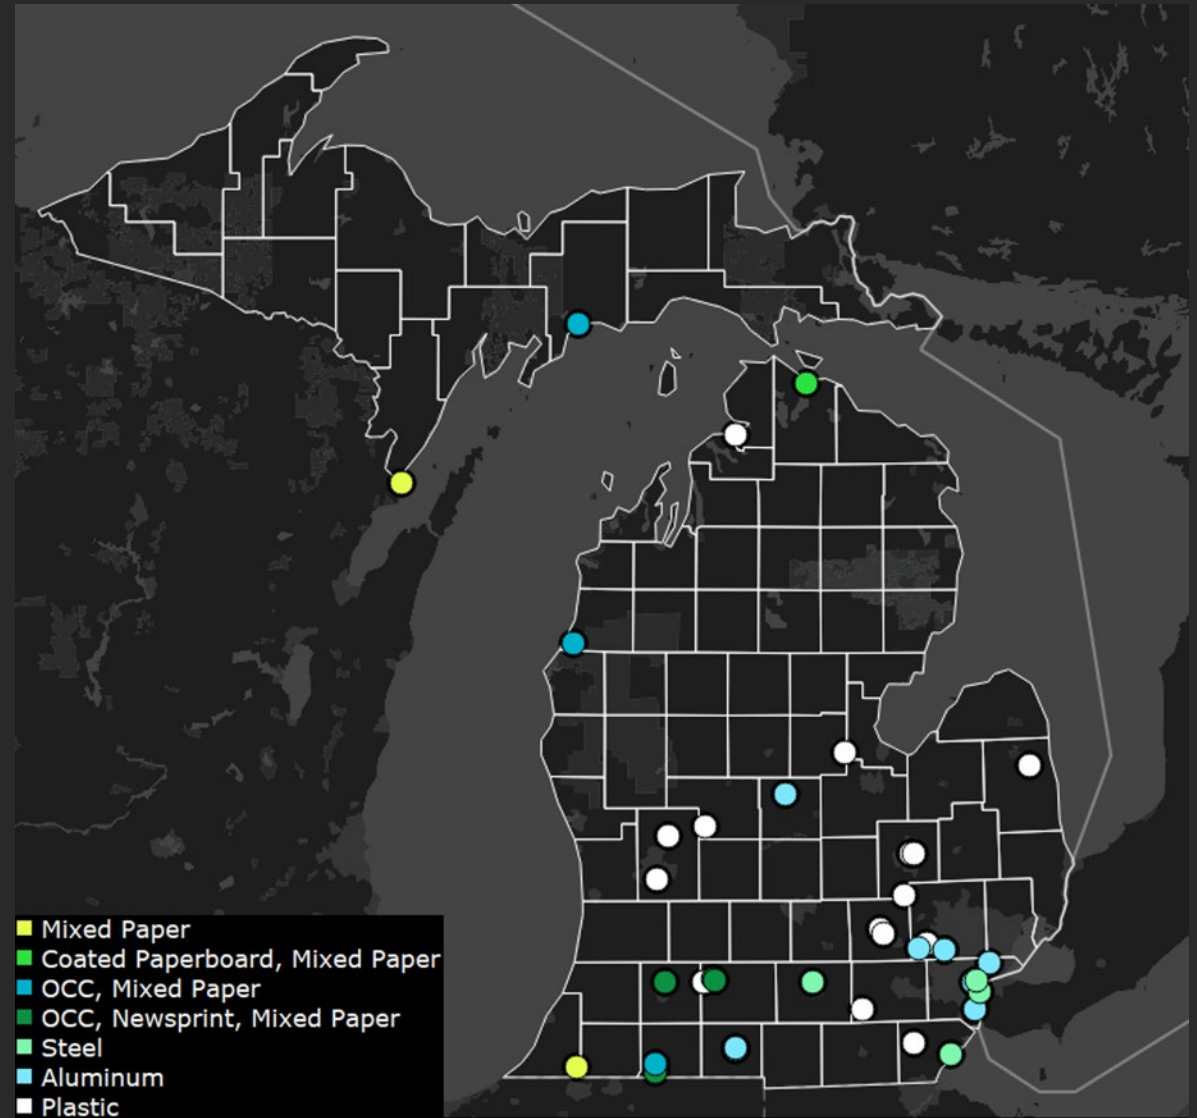 Mixed Paper
Coated Paperboard, Mixed Paper
OCC, Mixed Paper
OCC, Newsprint, Mixed Paper
Steel
Aluminum
Plastic